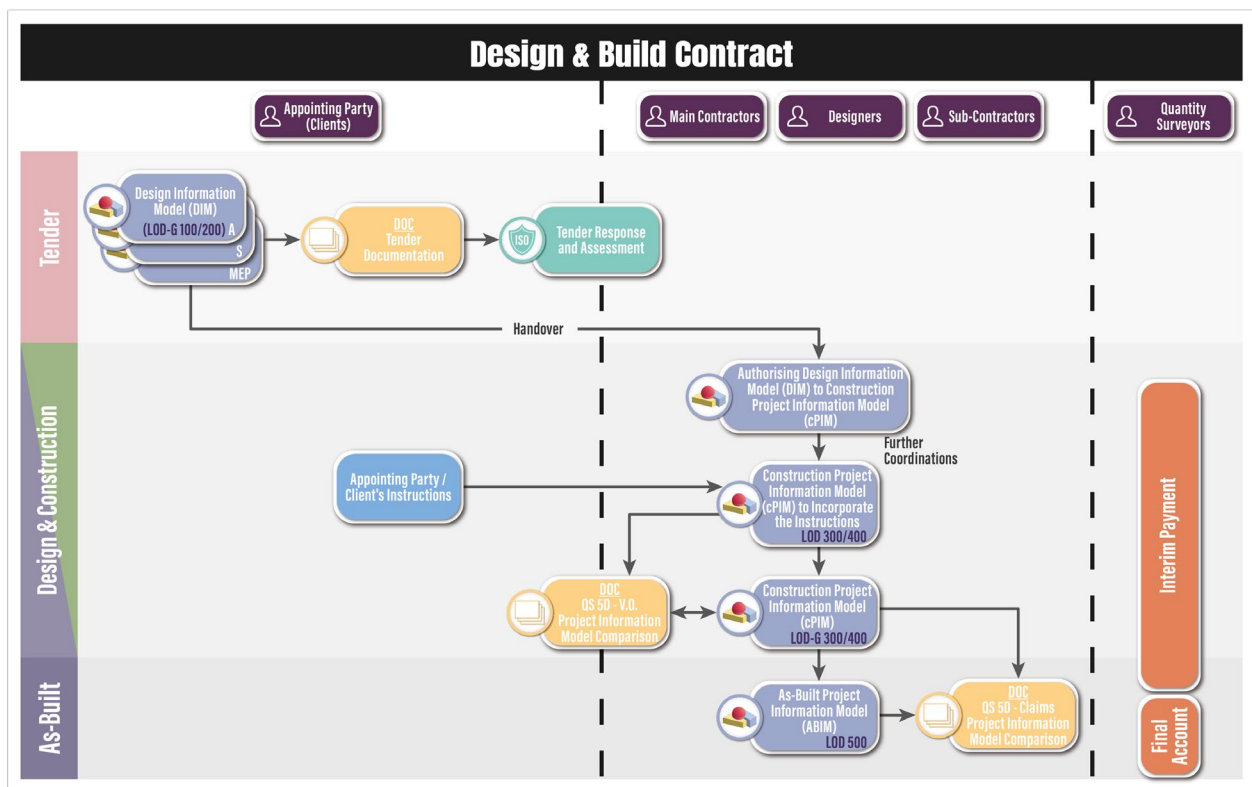 Design & Build Contract
Appointing Party
(Clients)
Main Contractors
Designers
Sub-Contractors
Quantity
Surveyors
Tender
Design Information
Model (DIM)
(LOD-G 100/200) A
S
MEP
DOC
Tender
Documentation
ISO
Tender Response
and Assessment
Handover
Design & Construction
Authorising Design Information
Model (DIM) to Construction
Project Information Model
(cPIM)
Further
Coordinations
Appointing Party /
Client's Instructions
Construction Project
Information Model
(cPIM) to Incorporate
the Instructions
LOD 300/400
DOC
QS 5D - V.O.
Project Information
Model Comparison
Construction Project
Information Model
(cPIM)
LOD-G 300/400
Interim Payment
As-Built
As-Built Project
Information Model
(ABIM)
LOD 500
DOC
QS 5D - Claims
Project Information
Model Comparison
Final
Account